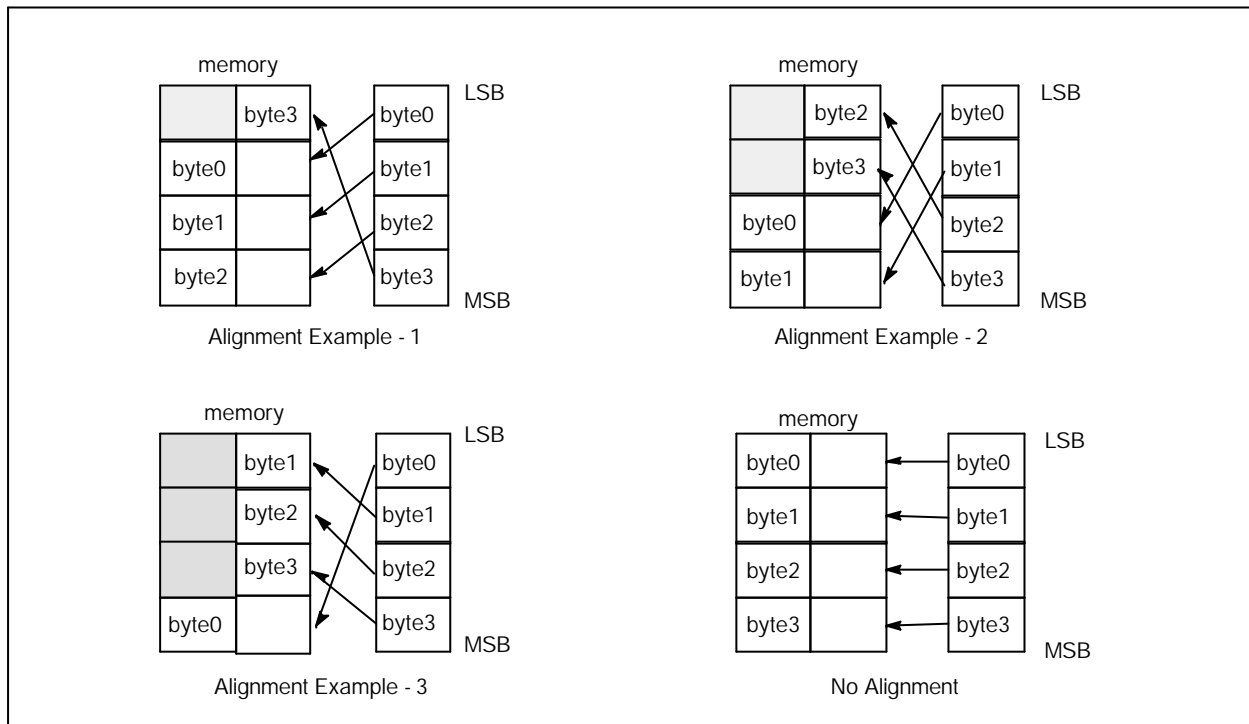 memory
LSB
byte3
byte0
byte0
byte1
byte1
byte2
byte2
byte3
MSB
Alignment Example - 1
memory
LSB
byte2
byte0
byte3
byte1
byte0
byte2
byte1
byte3
MSB
Alignment Example - 2
memory
LSB
byte1
byte0
byte2
byte1
byte3
byte2
byte0
byte3
MSB
Alignment Example - 3
memory
LSB
byte0
byte0
byte1
byte1
byte2
byte2
byte3
byte3
MSB
No Alignment